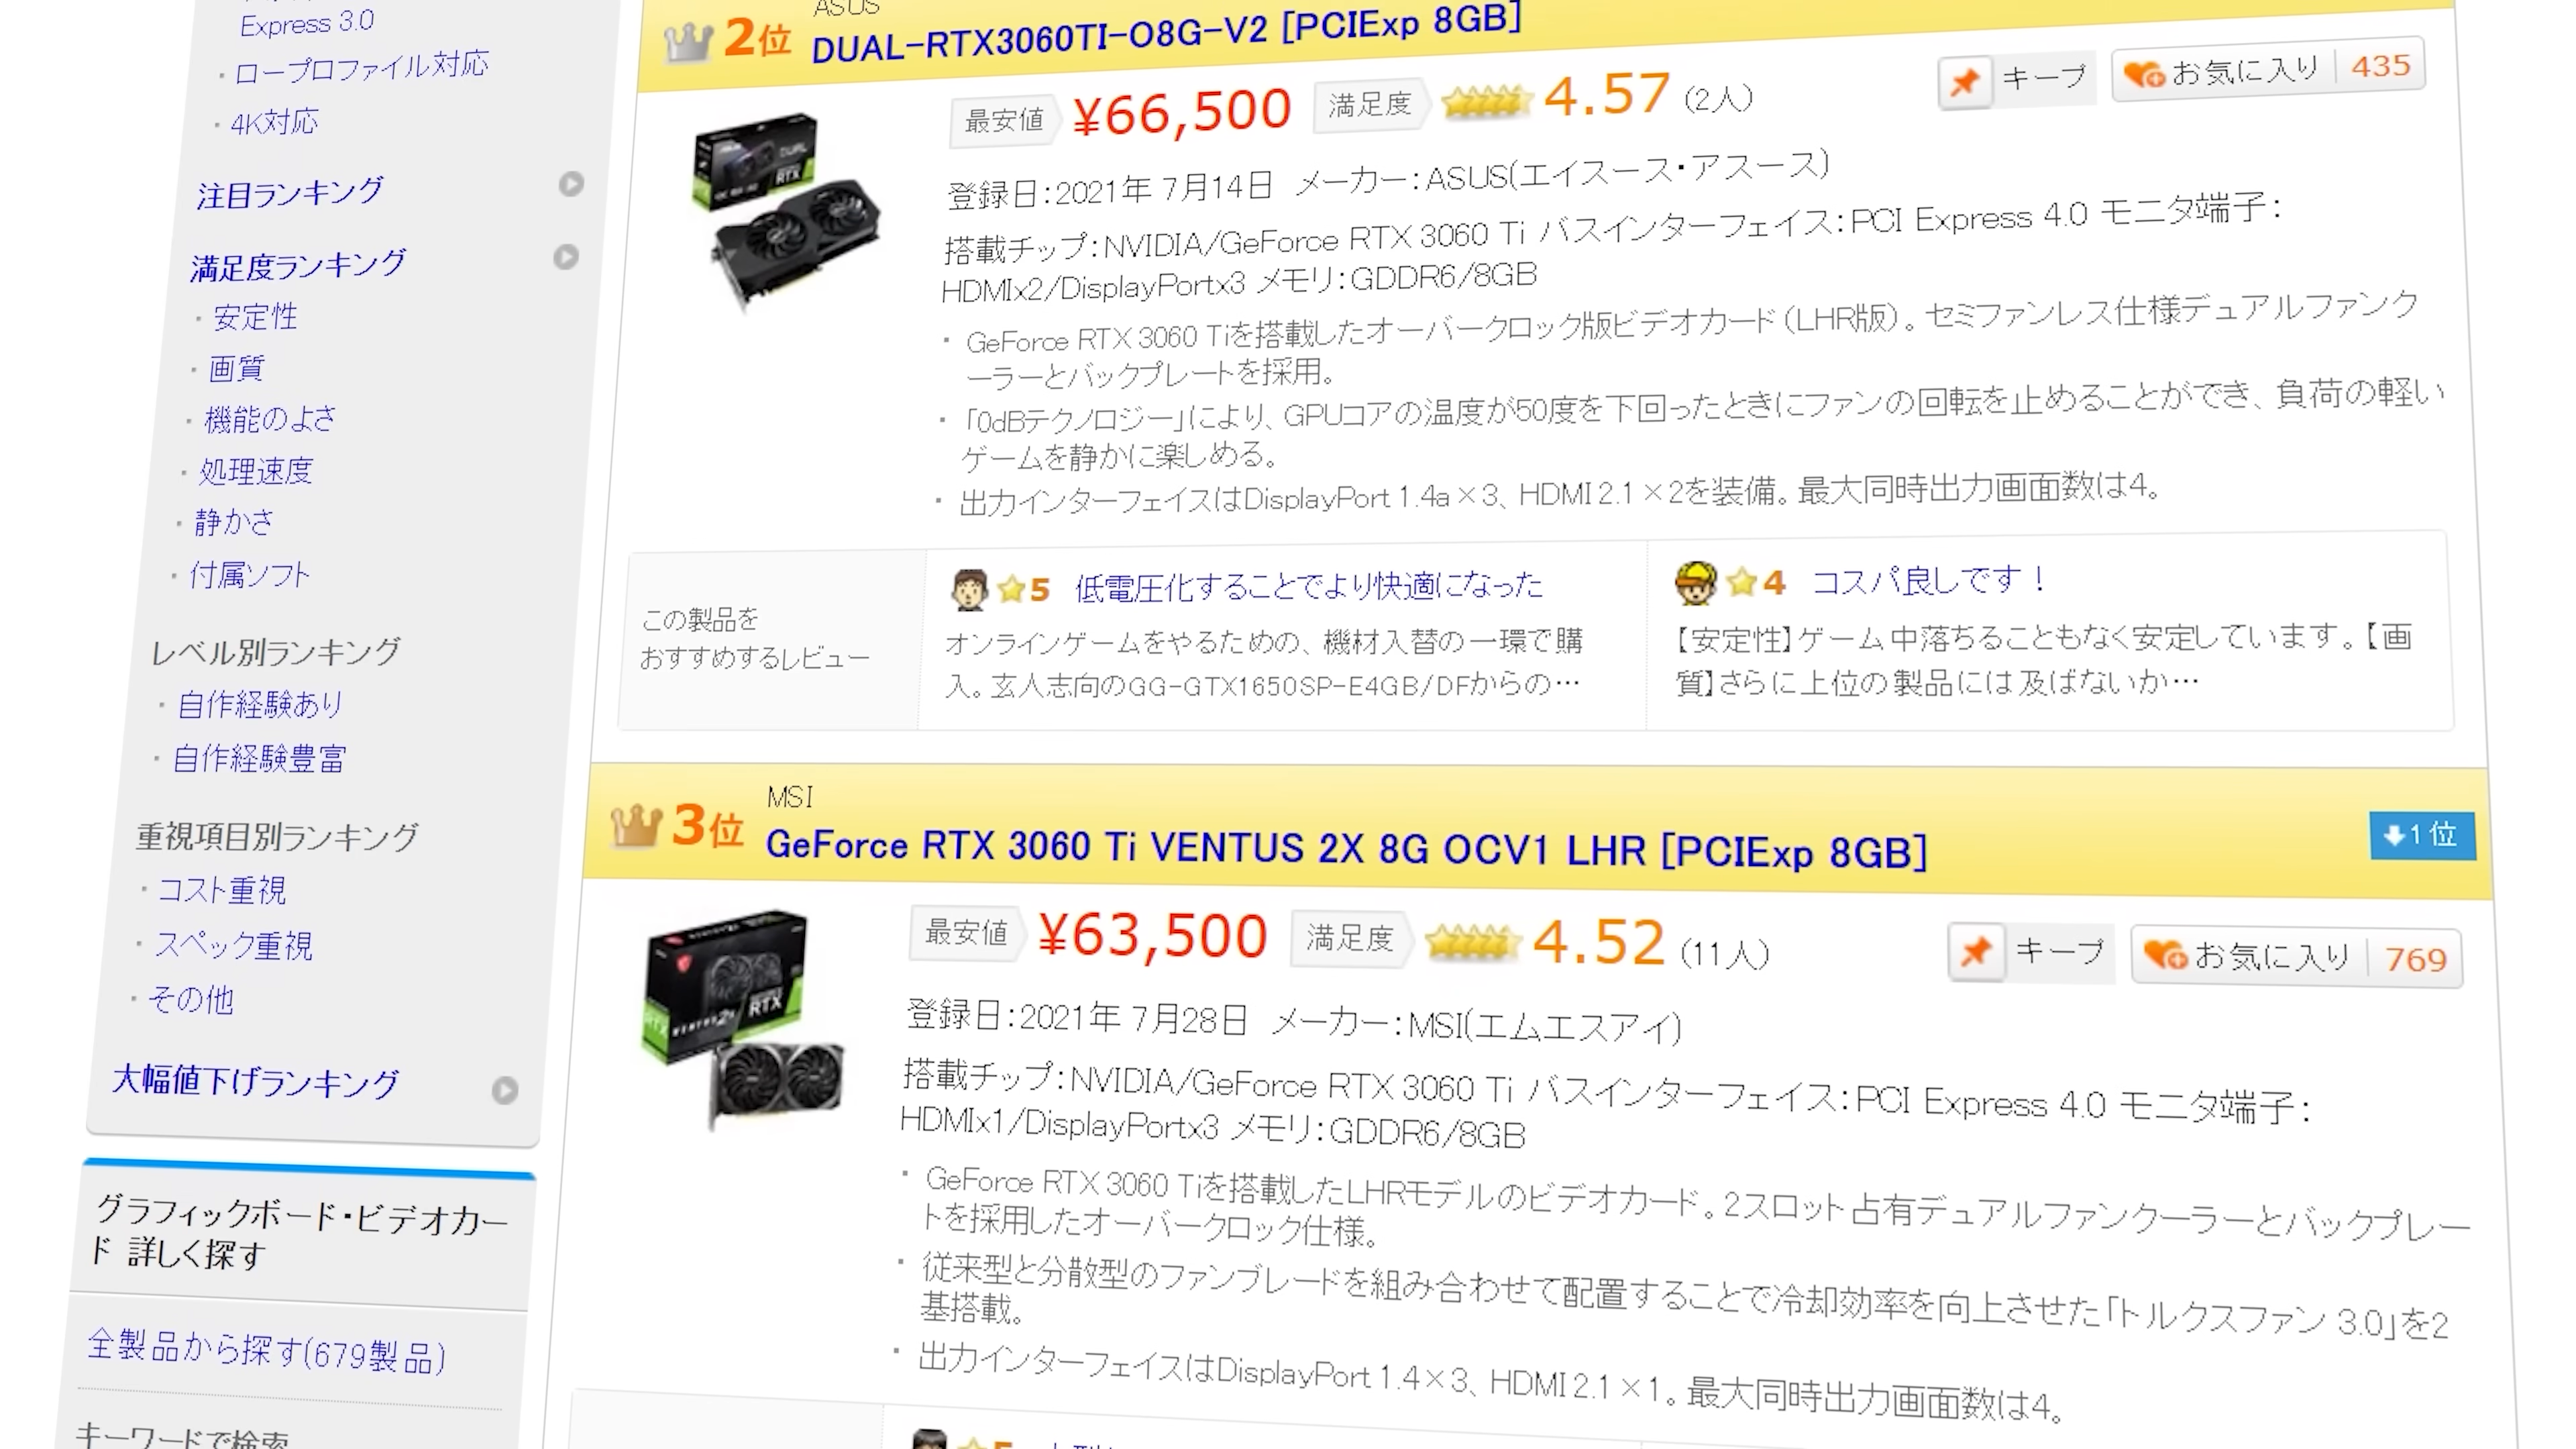 Express 3.0
・ロープロファイル対応
・4K対応
注目ランキング
満足度ランキング
・安定性
・画質
・機能のよさ
・処理速度
・静かさ
・付属ソフト
レベル別ランキング
・自作経験あり
・自作経験豊富
重視項目別ランキング
・コスト重視
・スペック重視
・その他
大幅値下げランキング
グラフィックボード・ビデオカー
ド 詳しく探す
全製品から探す(679製品)
キーワードで検索
ASUS
2位 DUAL-RTX3060TI-O8G-V2 [PCIExp 8GB]
最安値 ¥66,500 満足度 4.57 (2人) キープ お気に入り 435
登録日：2021年 7月14日 メーカー：ASUS(エイスース・アスース)
搭載チップ：NVIDIA/GeForce RTX 3060 Ti バスインターフェイス：PCI Express 4.0 モニタ端子：
HDMIx2/DisplayPortx3 メモリ：GDDR6/8GB
・GeForce RTX 3060 Tiを搭載したオーバークロック版ビデオカード（LHR版）。セミファンレス仕様デュアルファンク
ーラーとバックプレートを採用。
・「0dBテクノロジー」により、GPUコアの温度が50度を下回ったときにファンの回転を止めることができ、負荷の軽い
ゲームを静かに楽しめる。
・出力インターフェイスはDisplayPort 1.4a×3、HDMI 2.1×2を装備。最大同時出力画面数は4。
この製品を
おすすめするレビュー
5 低電圧化することでより快適になった
オンラインゲームをやるための、機材入替の一環で購
入。玄人志向のGG-GTX1650SP-E4GB/DFからの…
4 コスパ良しです！
【安定性】ゲーム中落ちることもなく安定しています。【画
質】さらに上位の製品には及ばないか…
MSI
3位 GeForce RTX 3060 Ti VENTUS 2X 8G OCV1 LHR [PCIExp 8GB] 1位
最安値 ¥63,500 満足度 4.52 (11人) キープ お気に入り 769
登録日：2021年 7月28日 メーカー：MSI(エムエスアイ)
搭載チップ：NVIDIA/GeForce RTX 3060 Ti バスインターフェイス：PCI Express 4.0 モニタ端子：
HDMIx1/DisplayPortx3 メモリ：GDDR6/8GB
・GeForce RTX 3060 Tiを搭載したLHRモデルのビデオカード。2スロット占有デュアルファンクーラーとバックプレー
トを採用したオーバークロック仕様。
・従来型と分散型のファンブレードを組み合わせて配置することで冷却効率を向上させた「トルクスファン 3.0」を2
基搭載。
・出力インターフェイスはDisplayPort 1.4×3、HDMI 2.1×1。最大同時出力画面数は4。